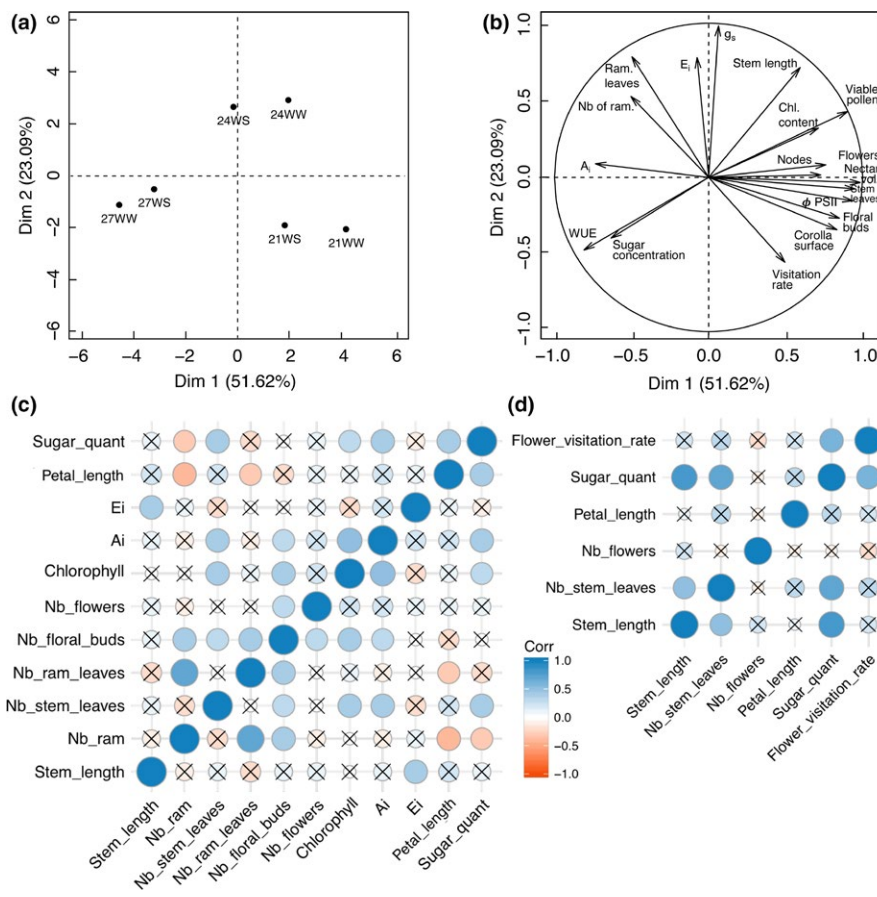 (a)
6
4
2
0
−2
−4
−6
Dim 2 (23.09%)
24WS
24WW
27WW
27WS
21WS
21WW
−6
−4
−2
0
2
4
6
Dim 1 (51.62%)
(b)
1.0
0.5
0.0
−0.5
−1.0
Dim 2 (23.09%)
gs
Ei
Stem length
Ram.
leaves
Nb of ram.
Viable
pollen
Chl.
content
Nodes
Flowers
Nectar
vol
Stem
leaves
Ai
ϕ PSII
Floral
buds
Corolla
surface
WUE
Sugar
concentration
Visitation
rate
−1.0
−0.5
0.0
0.5
1.0
Dim 1 (51.62%)
(c)
Sugar_quant
Petal_length
Ei
Ai
Chlorophyll
Nb_flowers
Nb_floral_buds
Nb_ram_leaves
Nb_stem_leaves
Nb_ram
Stem_length
Stem_length
Nb_ram
Nb_stem_leaves
Nb_ram_leaves
Nb_floral_buds
Nb_flowers
Chlorophyll
Ai
Ei
Petal_length
Sugar_quant
Corr
1.0
0.5
0.0
−0.5
−1.0
(d)
Flower_visitation_rate
Sugar_quant
Petal_length
Nb_flowers
Nb_stem_leaves
Stem_length
Stem_length
Nb_stem_leaves
Nb_flowers
Petal_length
Sugar_quant
Flower_visitation_rate